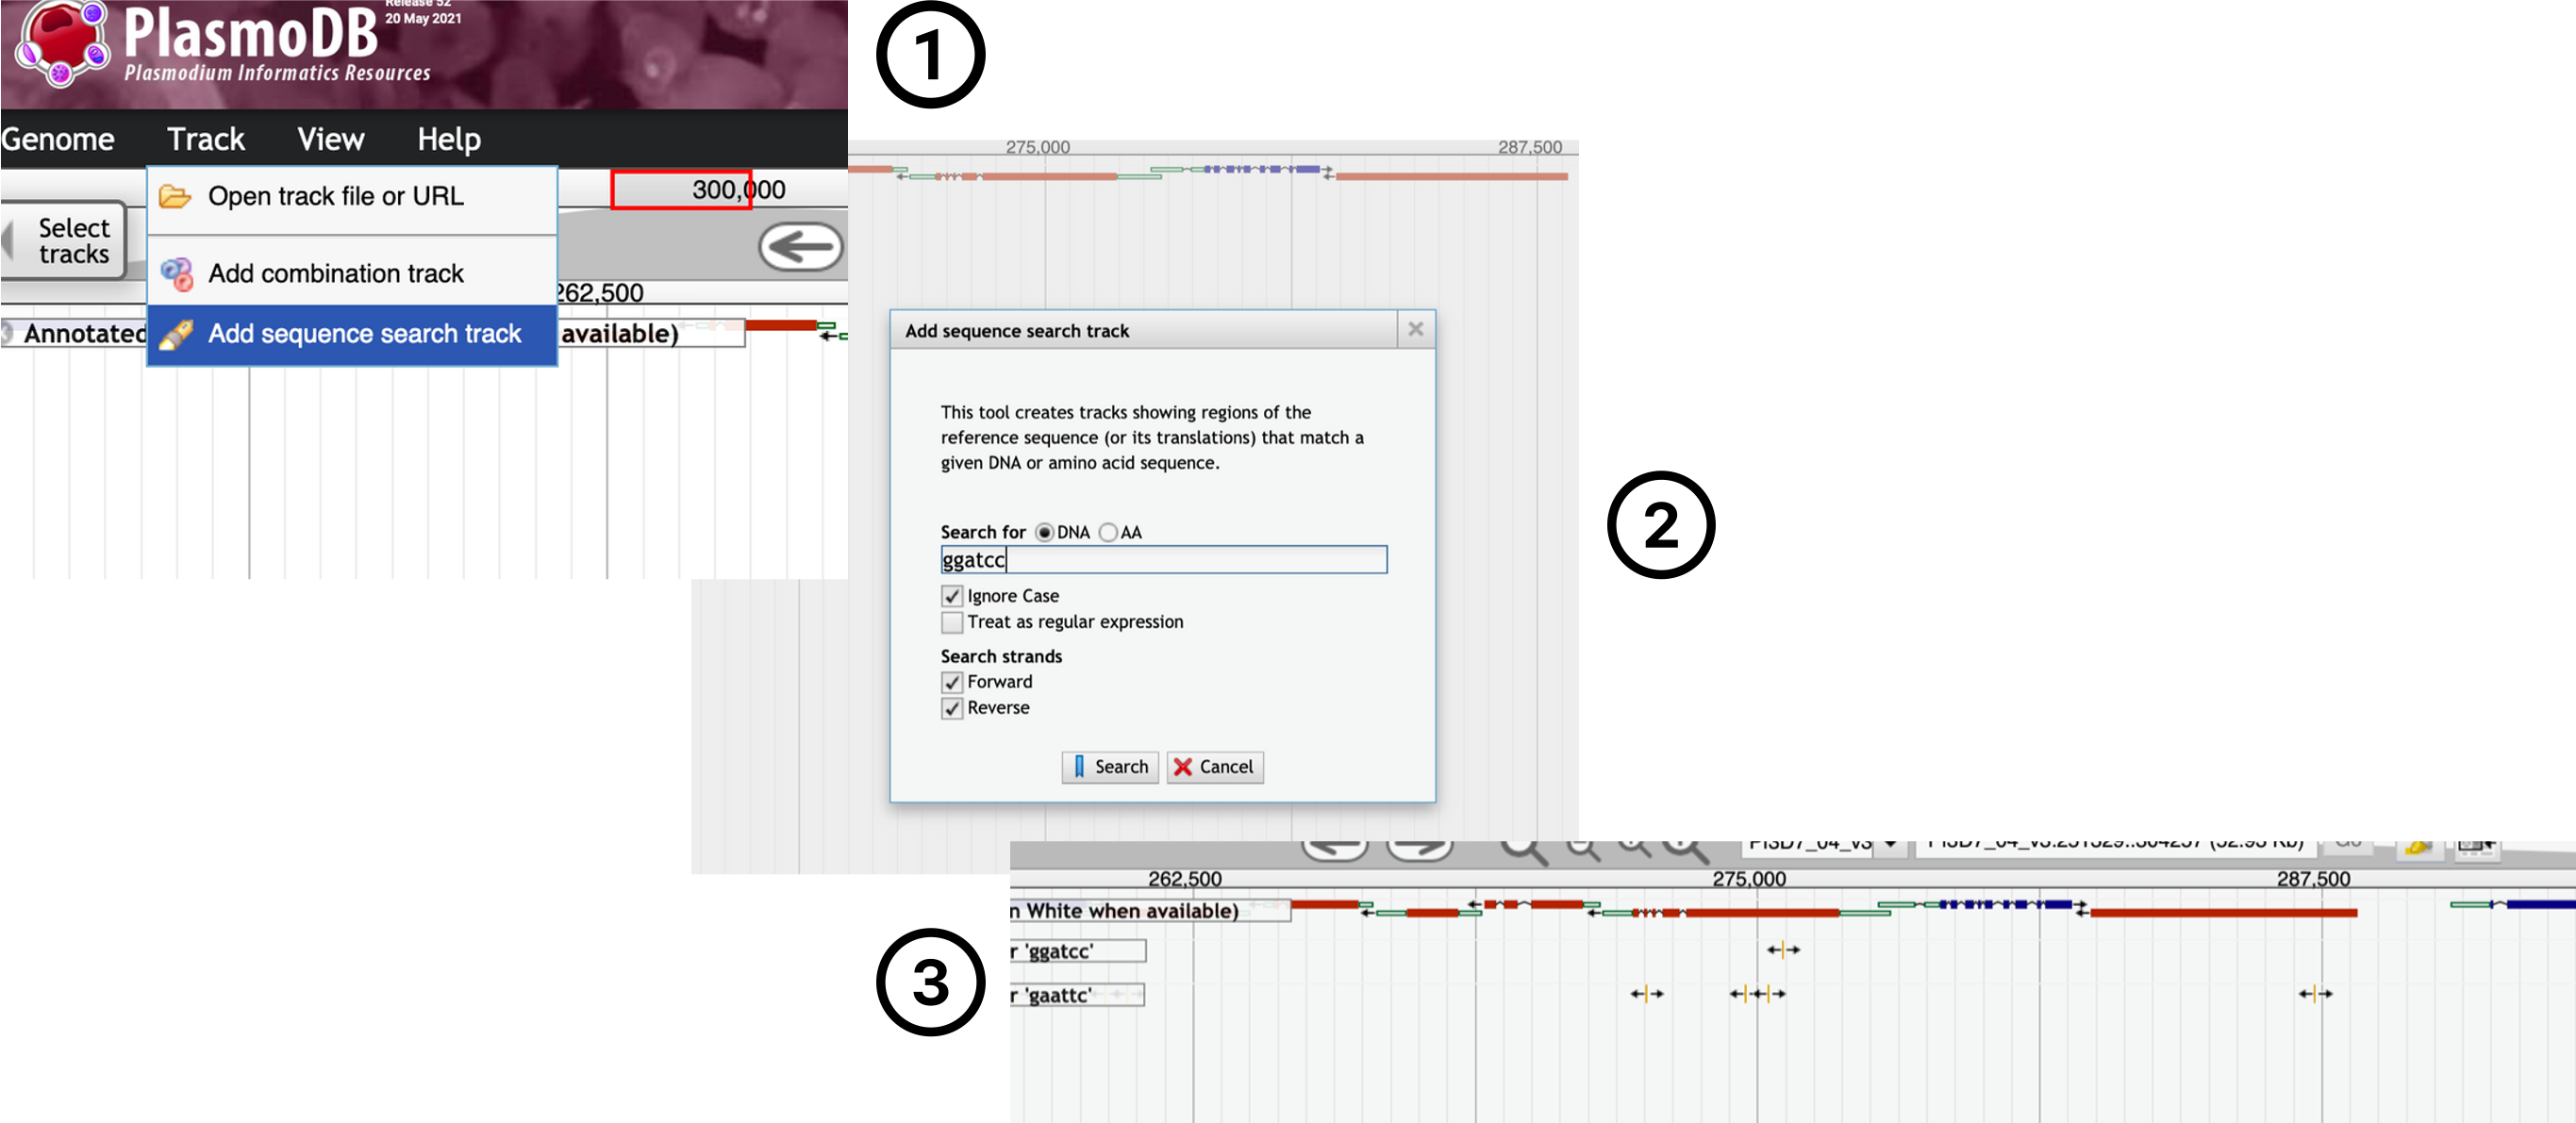 Release 52
20 May 2021
PlasmoDB
Plasmodium Informatics Resources
Genome Track View Help
Open track file or URL
Add combination track
Add sequence search track
Select
tracks
300,000
262,500
Annotated
available)
1
275,000 287,500
Add sequence search track
This tool creates tracks showing regions of the
reference sequence (or its translations) that match a
given DNA or amino acid sequence.
Search for DNA AA
ggatcc
Ignore Case
Treat as regular expression
Search strands
Forward
Reverse
Search Cancel
2
3
262,500 275,000 287,500
n White when available)
r 'ggatcc'
r 'gaattc'